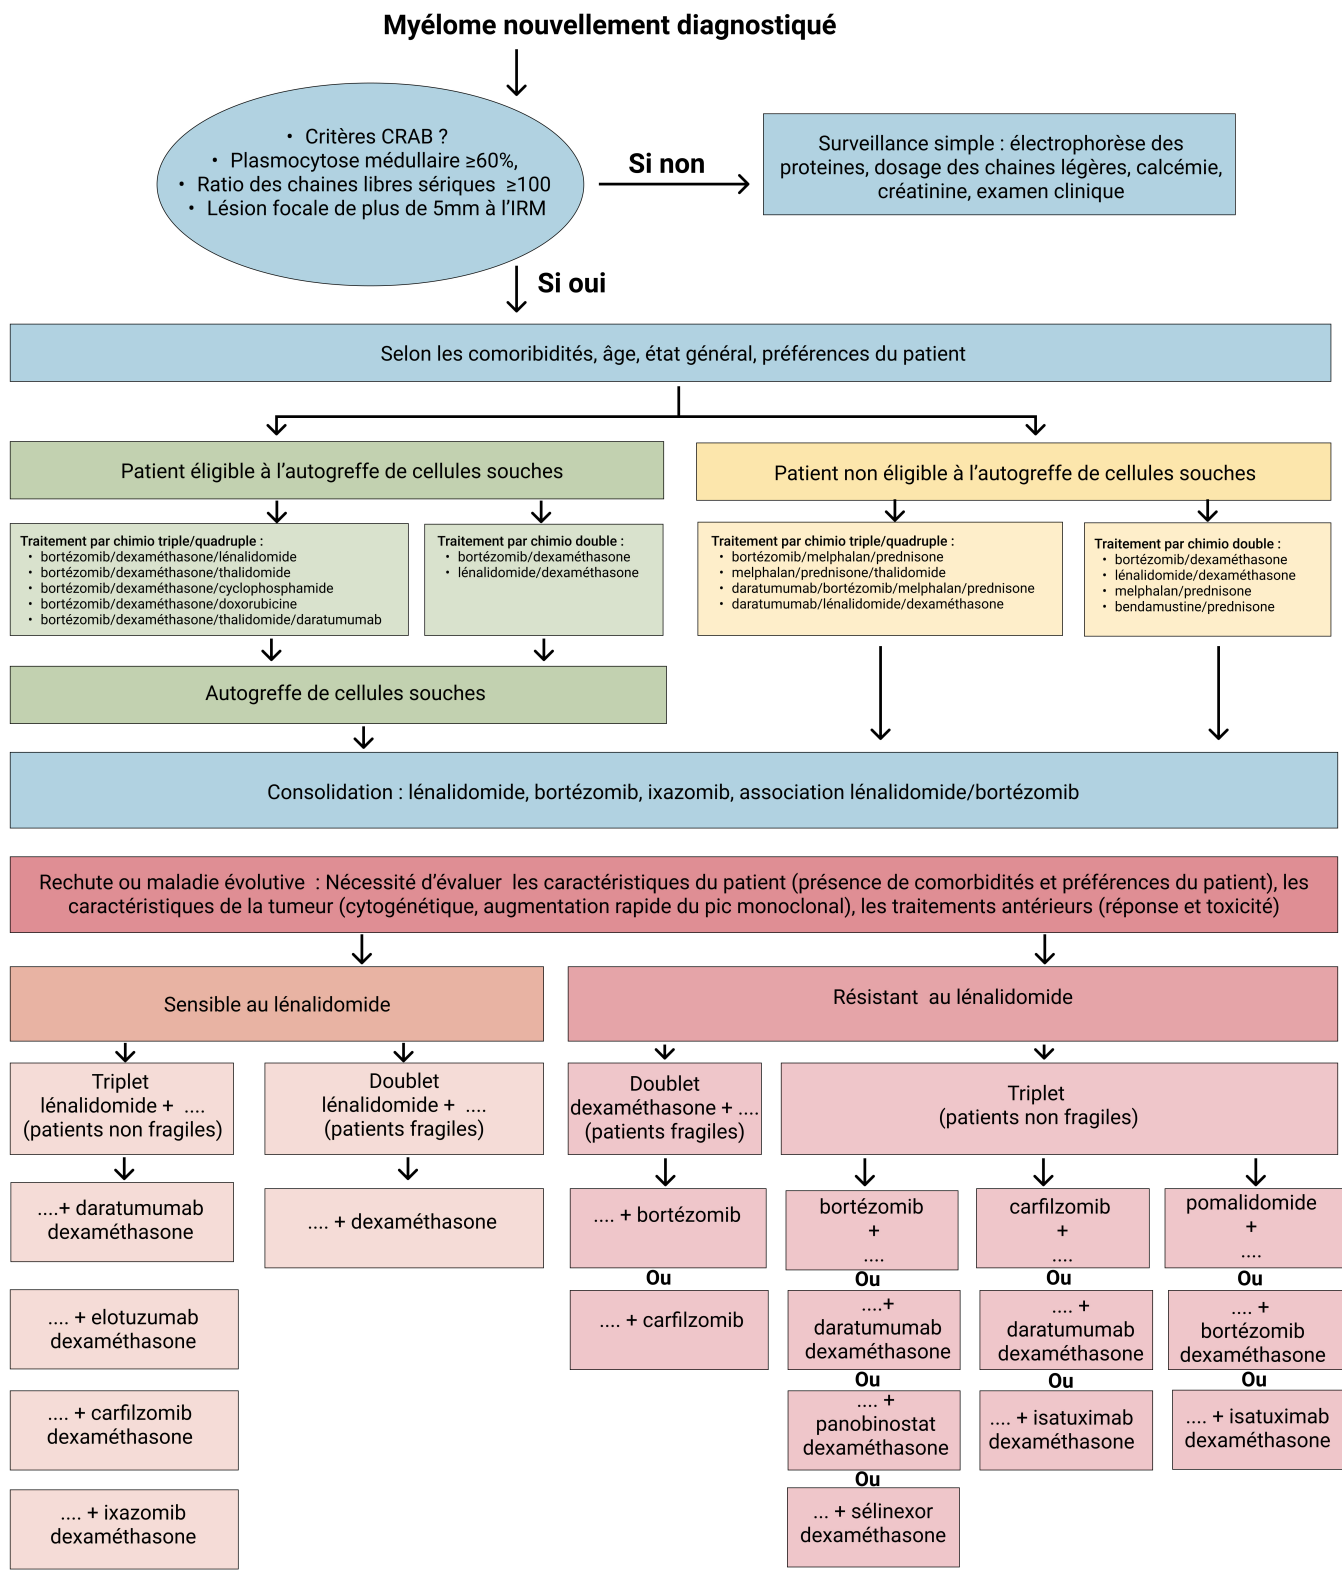 Myélome nouvellement diagnostiqué
• Critères CRAB ?
• Plasmocytose médullaire ≥60%,
• Ratio des chaines libres sériques ≥100
• Lésion focale de plus de 5mm à l'IRM
Si non
Surveillance simple : électrophorèse des
proteines, dosage des chaines légères, calcémie,
créatinine, examen clinique
Si oui
Selon les comoribidités, âge, état général, préférences du patient
Patient éligible à l'autogreffe de cellules souches
Patient non éligible à l'autogreffe de cellules souches
Traitement par chimio triple/quadruple :
• bortézomib/dexaméthasone/lénalidomide
• bortézomib/dexaméthasone/thalidomide
• bortézomib/dexaméthasone/cyclophosphamide
• bortézomib/dexaméthasone/doxorubicine
• bortézomib/dexaméthasone/thalidomide/daratumumab
Traitement par chimio double :
• bortézomib/dexaméthasone
• lénalidomide/dexaméthasone
Traitement par chimio triple/quadruple :
• bortézomib/melphalan/prednisone
• melphalan/prednisone/thalidomide
• daratumumab/bortézomib/melphalan/prednisone
• daratumumab/lénalidomide/dexaméthasone
Traitement par chimio double :
• bortézomib/dexaméthasone
• lénalidomide/dexaméthasone
• melphalan/prednisone
• bendamustine/prednisone
Autogreffe de cellules souches
Consolidation : lénalidomide, bortézomib, ixazomib, association lénalidomide/bortézomib
Rechute ou maladie évolutive : Nécessité d'évaluer les caractéristiques du patient (présence de comorbidités et préférences du patient), les
caractéristiques de la tumeur (cytogénétique, augmentation rapide du pic monoclonal), les traitements antérieurs (réponse et toxicité)
Sensible au lénalidomide
Résistant au lénalidomide
Triplet
lénalidomide + ....
(patients non fragiles)
Doublet
lénalidomide + ....
(patients fragiles)
Doublet
dexaméthasone + ....
(patients fragiles)
Triplet
(patients non fragiles)
....+ daratumumab
dexaméthasone
.... + elotuzumab
dexaméthasone
.... + carfilzomib
dexaméthasone
.... + ixazomib
dexaméthasone
.... + dexaméthasone
.... + bortézomib
Ou
.... + carfilzomib
bortézomib
+
....
Ou
....+
daratumumab
dexaméthasone
Ou
.... +
panobinostat
dexaméthasone
Ou
... + sélinexor
dexaméthasone
carfilzomib
+
....
Ou
.... +
daratumumab
dexaméthasone
Ou
.... + isatuximab
dexaméthasone
pomalidomide
+
....
Ou
.... +
bortézomib
dexaméthasone
Ou
.... + isatuximab
dexaméthasone